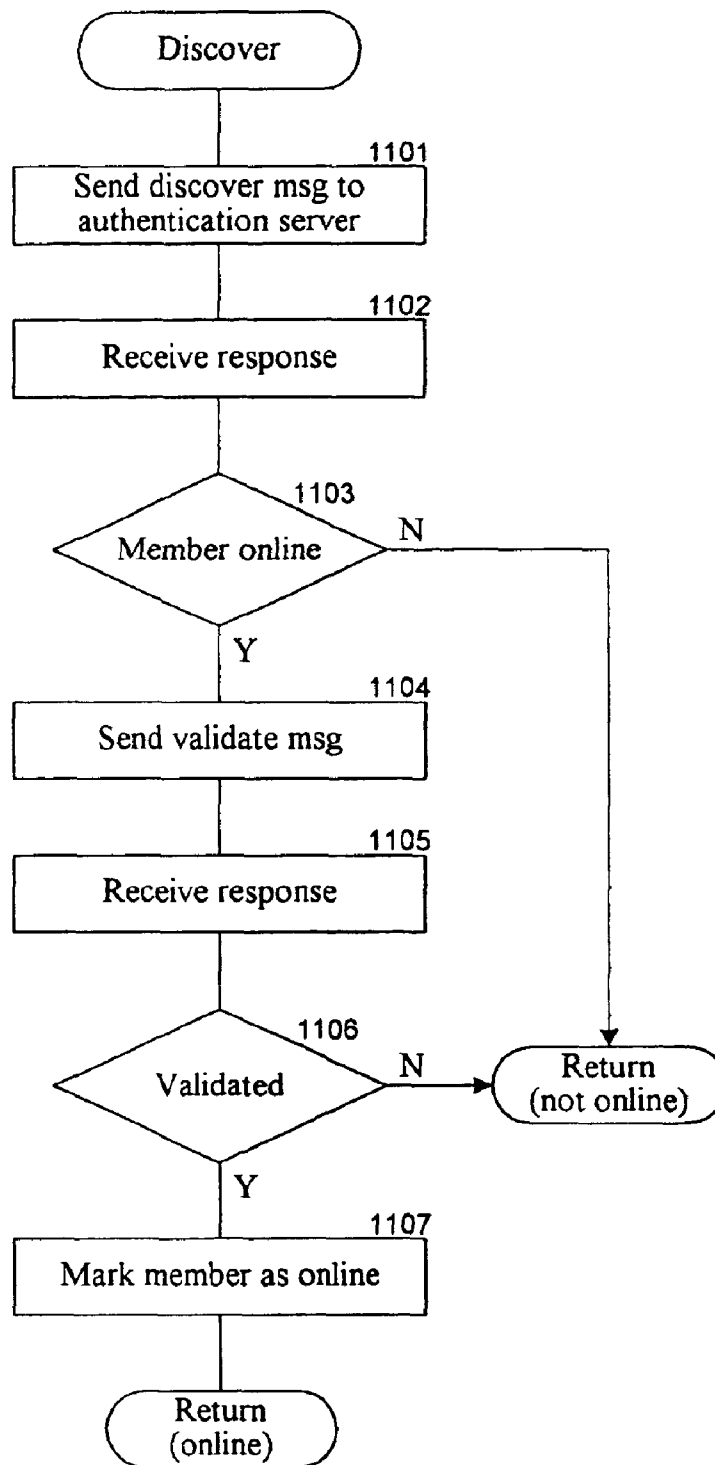 Discover
1101
Send discover msg to
authentication server
1102
Receive response
1103
Member online
N
Y
1104
Send validate msg
1105
Receive response
1106
Validated
N
Return
(not online)
Y
1107
Mark member as online
Return
(online)